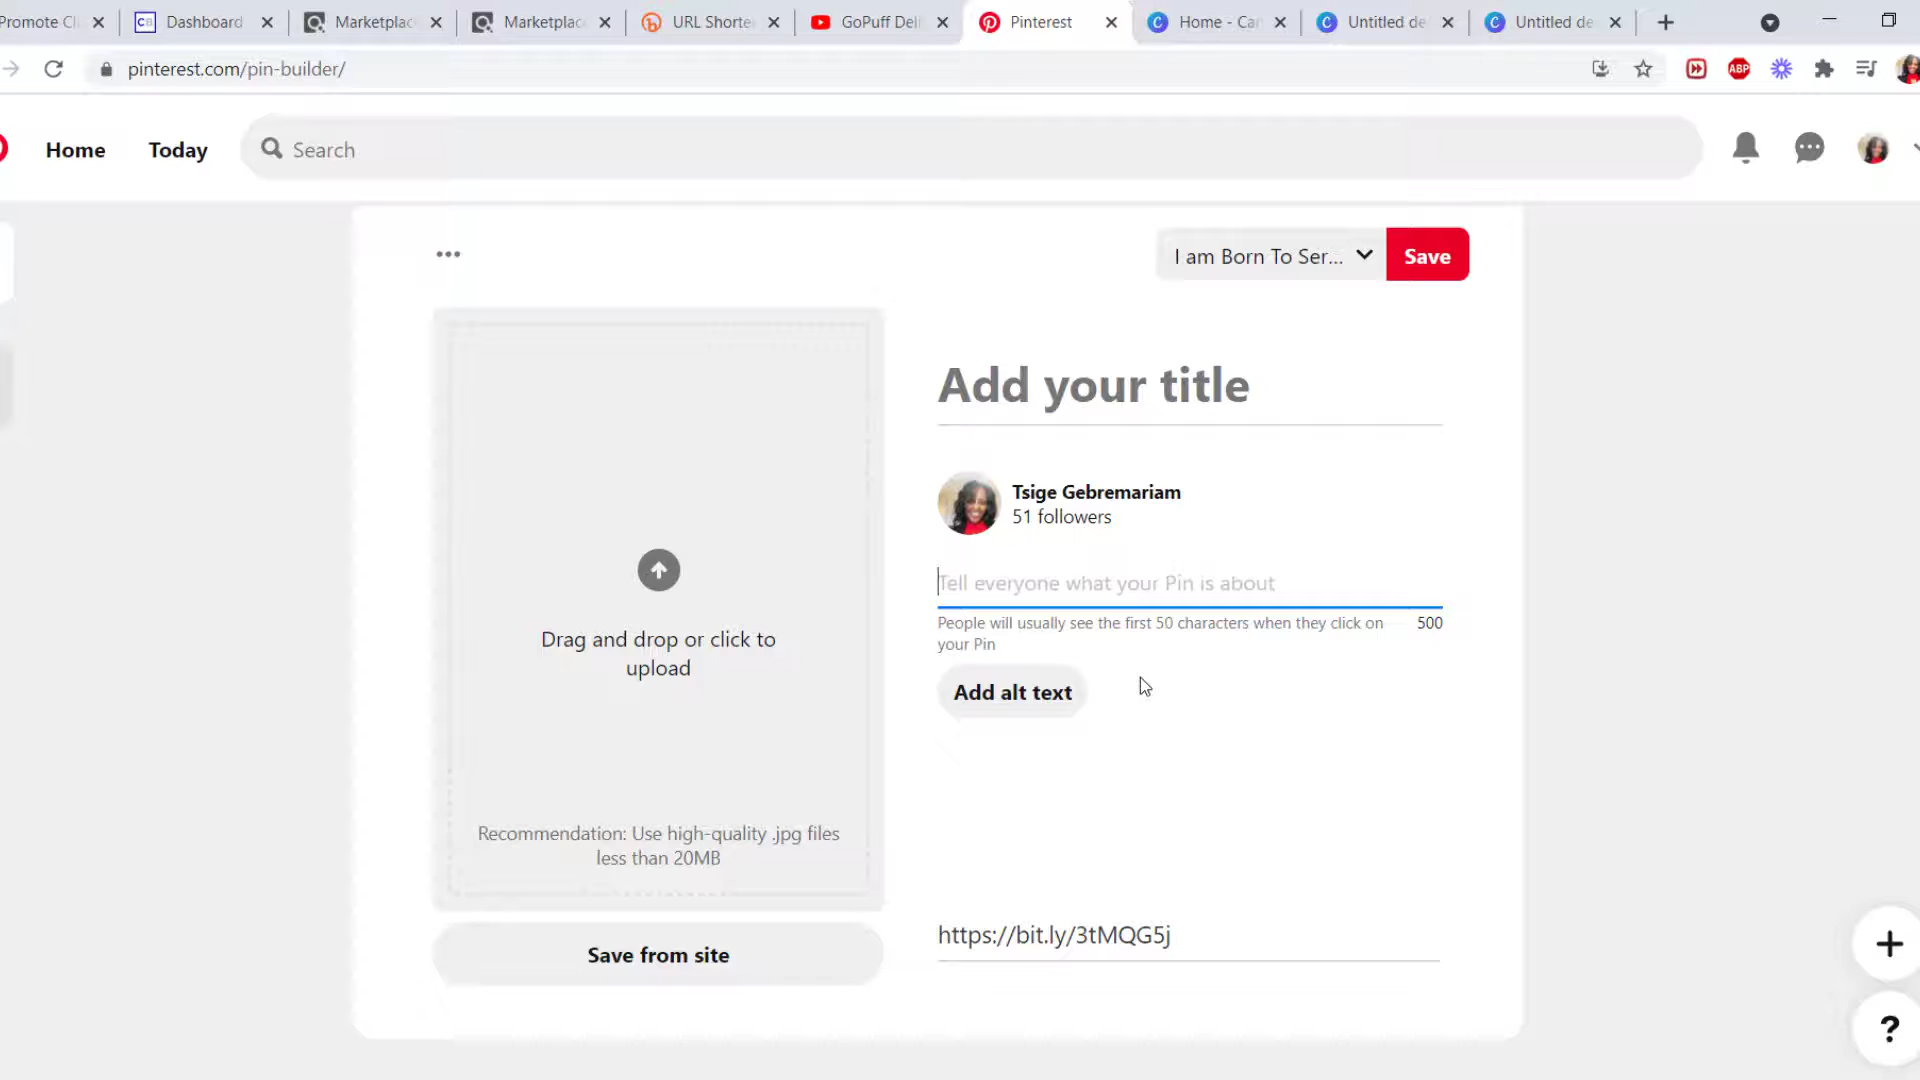 Promote Cl
Dashboard
Marketplac
Marketplac
URL Shorte
GoPuff Deli
Pinterest
Home - Can
Untitled de
Untitled de
pinterest.com/pin-builder/
ABP
Home
Today
Search
I am Born To Ser...
Save
Add your title
Tsige Gebremariam
51 followers
Tell everyone what your Pin is about
People will usually see the first 50 characters when they click on
your Pin
500
Add alt text
Drag and drop or click to
upload
Recommendation: Use high-quality .jpg files
less than 20MB
Save from site
https://bit.ly/3tMQG5j